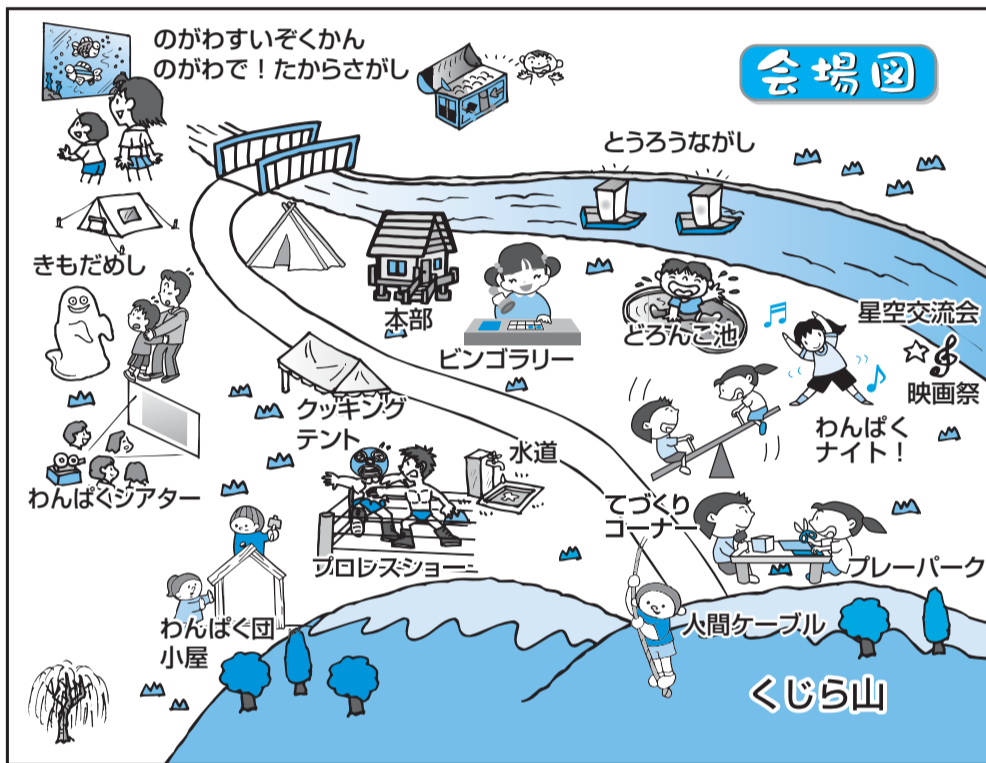 のがわすいぞくかん
のがわで！たからさがし
会場図
とうろうながし
きもだめし
本部
ビンゴラリー
どろんこ池
星空交流会
映画祭
クッキング
テント
わんぱく
ナイト！
水道
わんぱくシアター
てづくり
コーナー
プロレスショー
プレーパーク
わんぱく団
小屋
人間ケーブル
くじら山